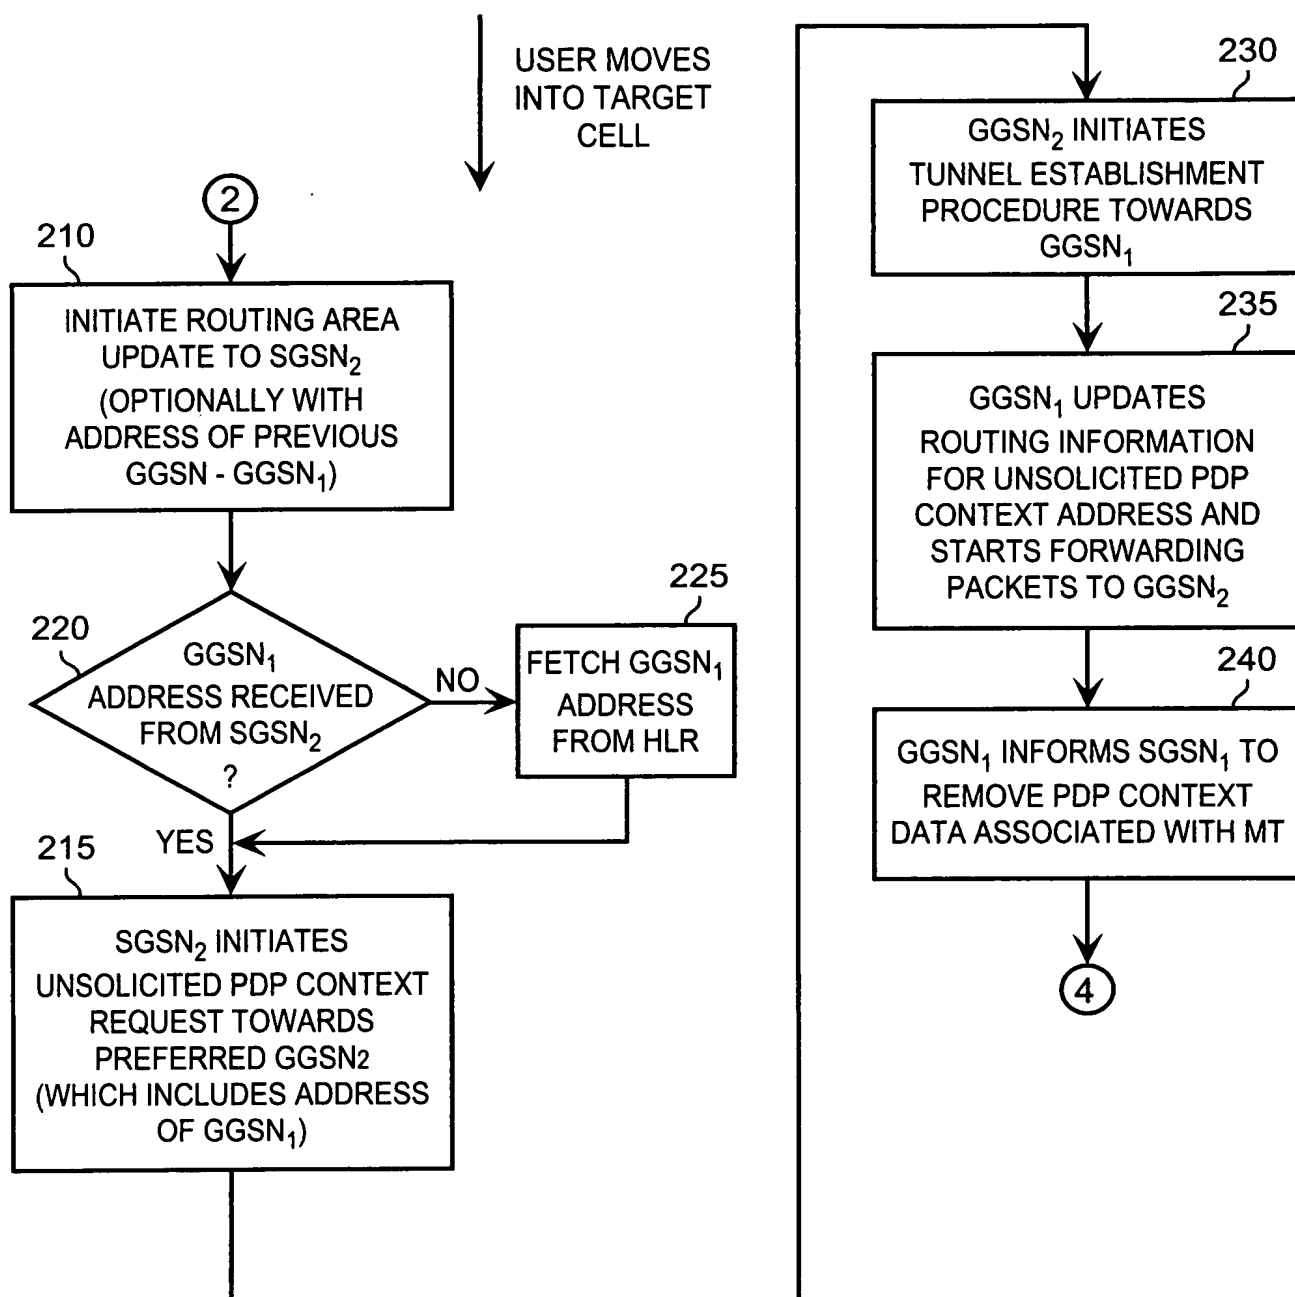 USER MOVES
INTO TARGET
CELL
2
210
INITIATE ROUTING AREA
UPDATE TO SGSN₂
(OPTIONALLY WITH
ADDRESS OF PREVIOUS
GGSN - GGSN₁)
220
GGSN₁
ADDRESS RECEIVED
FROM SGSN₂
?
NO
225
FETCH GGSN₁
ADDRESS
FROM HLR
YES
215
SGSN₂ INITIATES
UNSOLICITED PDP CONTEXT
REQUEST TOWARDS
PREFERRED GGSN2
(WHICH INCLUDES ADDRESS
OF GGSN₁)
230
GGSN₂ INITIATES
TUNNEL ESTABLISHMENT
PROCEDURE TOWARDS
GGSN₁
235
GGSN₁ UPDATES
ROUTING INFORMATION
FOR UNSOLICITED PDP
CONTEXT ADDRESS AND
STARTS FORWARDING
PACKETS TO GGSN₂
240
GGSN₁ INFORMS SGSN₁ TO
REMOVE PDP CONTEXT
DATA ASSOCIATED WITH MT
4